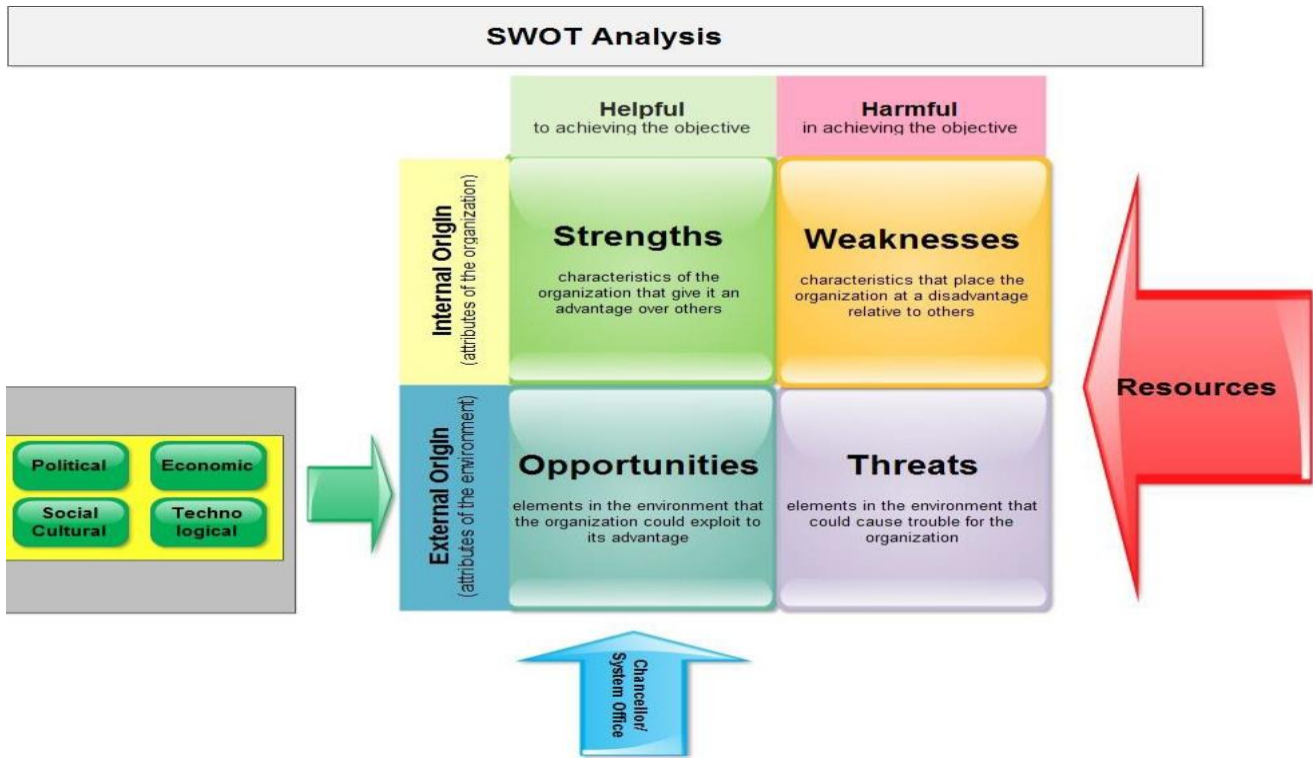 SWOT Analysis
Helpful
to achieving the objective
Harmful
in achieving the objective
Internal Origin
(attributes of the organization)
Strengths
characteristics of the
organization that give it an
advantage over others
Weaknesses
characteristics that place the
organization at a disadvantage
relative to others
Resources
Political
Economic
Social
Cultural
Techno
logical
External Origin
(attributes of the environment)
Opportunities
elements in the environment that
the organization could exploit to
its advantage
Threats
elements in the environment that
could cause trouble for the
organization
Chancellor/
System Office